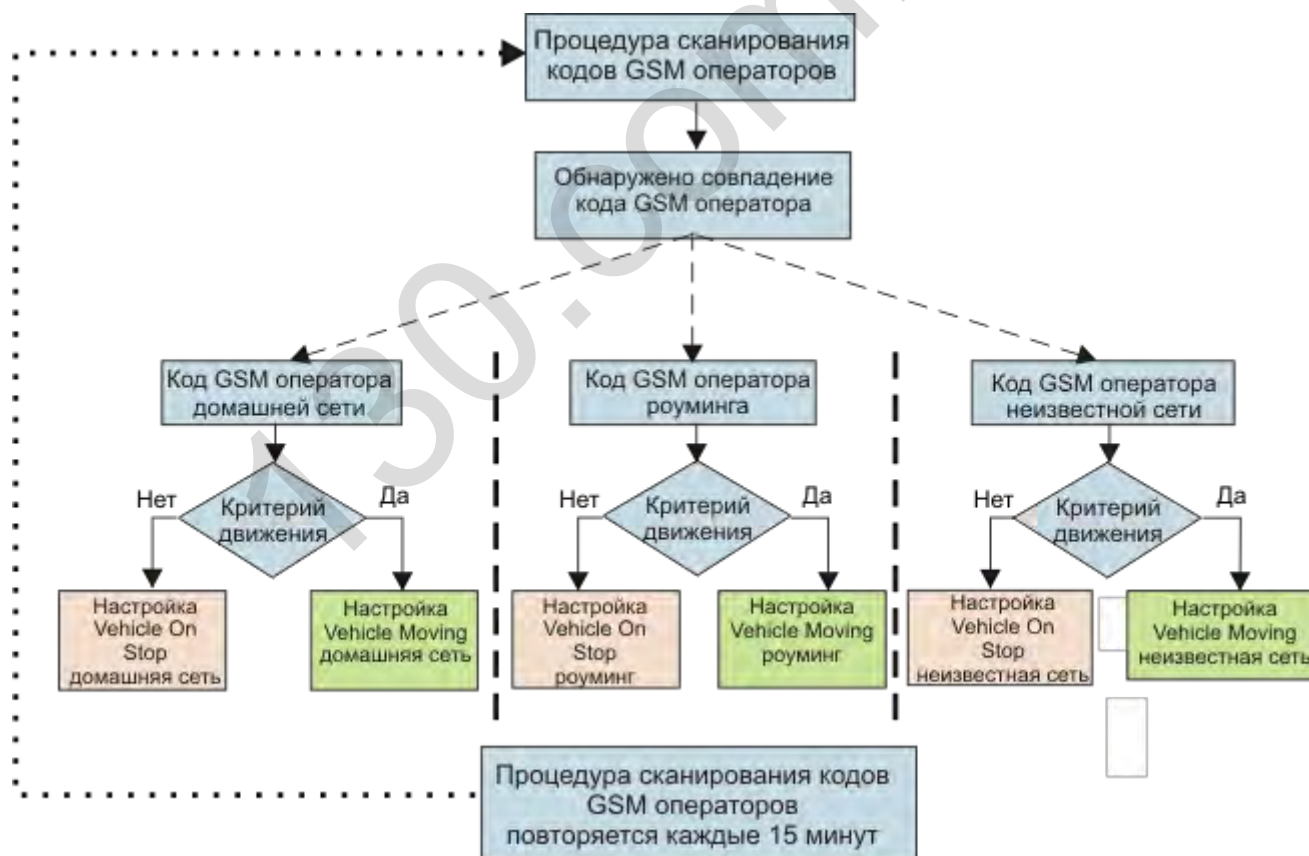 Процедура сканирования
кодов GSM операторов
Обнаружено совпадение
кода GSM оператора
Код GSM оператора
домашней сети
Код GSM оператора
роуминга
Код GSM оператора
неизвестной сети
Нет
Критерий
движения
Да
Нет
Критерий
движения
Да
Нет
Критерий
движения
Да
Настройка
Vehicle On
Stop
домашняя сеть
Настройка
Vehicle Moving
домашняя сеть
Настройка
Vehicle On
Stop
роуминг
Настройка
Vehicle Moving
роуминг
Настройка
Vehicle On
Stop
неизвестная сеть
Настройка
Vehicle Moving
неизвестная сеть
Процедура сканирования кодов
GSM операторов
повторяется каждые 15 минут
130.com